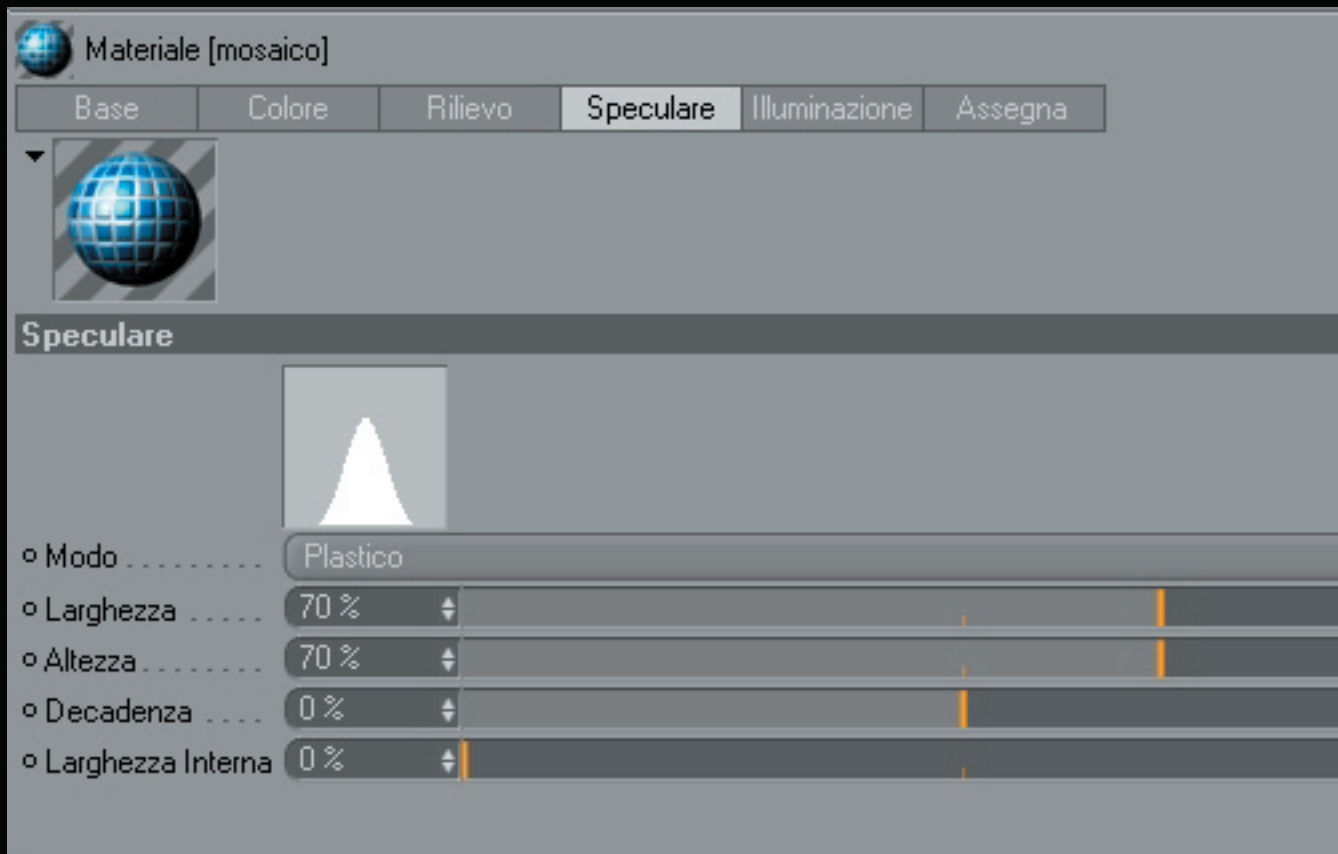 Materiale [mosaico]
Base Colore Rilievo Speculare Illuminazione Assegna
Speculare
Modo Plastico
Larghezza 70 %
Altezza 70 %
Decadenza 0 %
Larghezza Interna 0 %